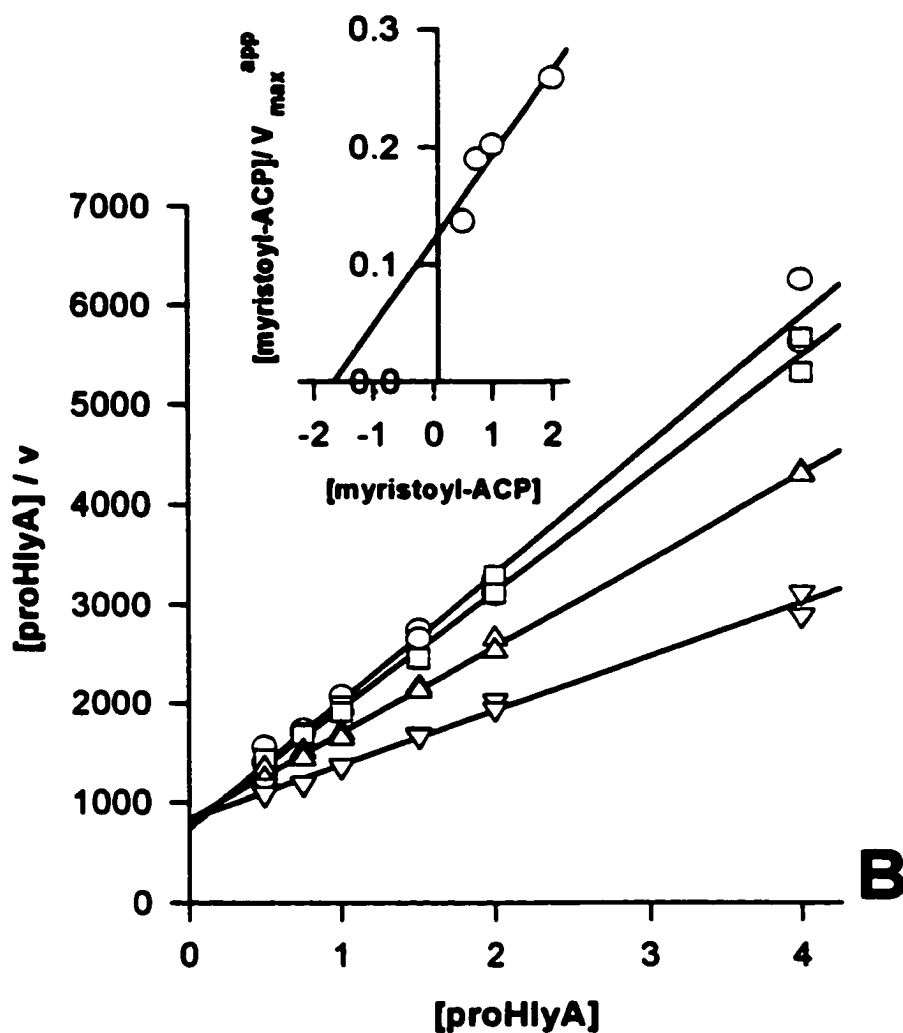 0.3
0.2
0.1
0.0
[myristoyl-ACP]/ V max app
-2 -1 0 1 2
[myristoyl-ACP]
7000
6000
5000
4000
3000
2000
1000
0
[proHlyA] / v
0 1 2 3 4
[proHlyA]
B